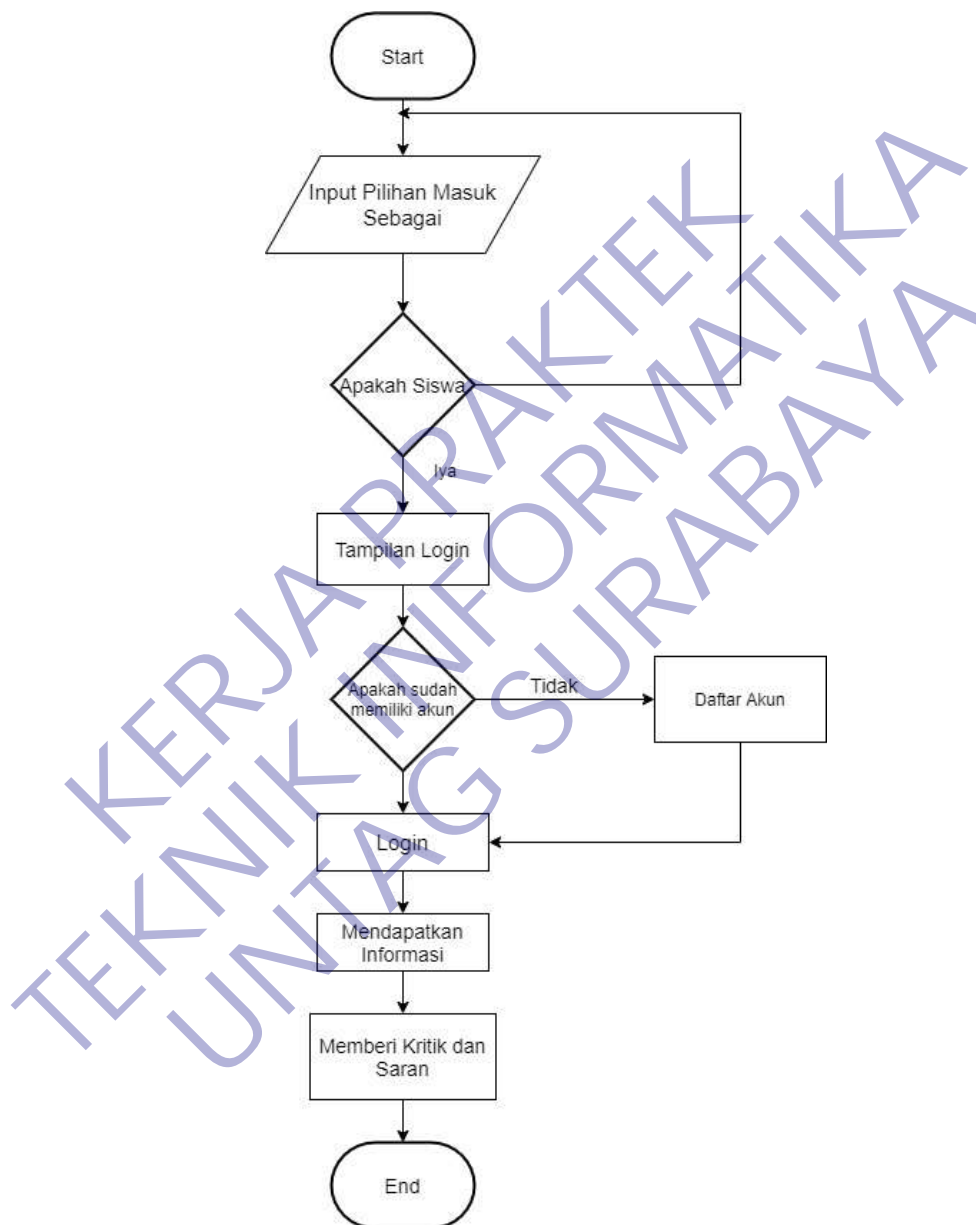 Start
Input Pilihan Masuk
Sebagai
Apakah Siswa
Iya
Tampilan Login
Apakah sudah
memiliki akun
Tidak
Daftar Akun
Login
Mendapatkan
Informasi
Memberi Kritik dan
Saran
End
KERJA PRAKTEK
TEKNIK INFORMATIKA
UNTAG SURABAYA